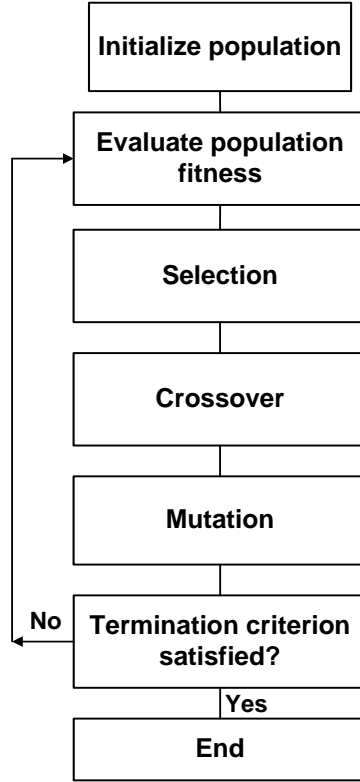 Initialize population
Evaluate population
fitness
Selection
Crossover
Mutation
No
Termination criterion
satisfied?
Yes
End